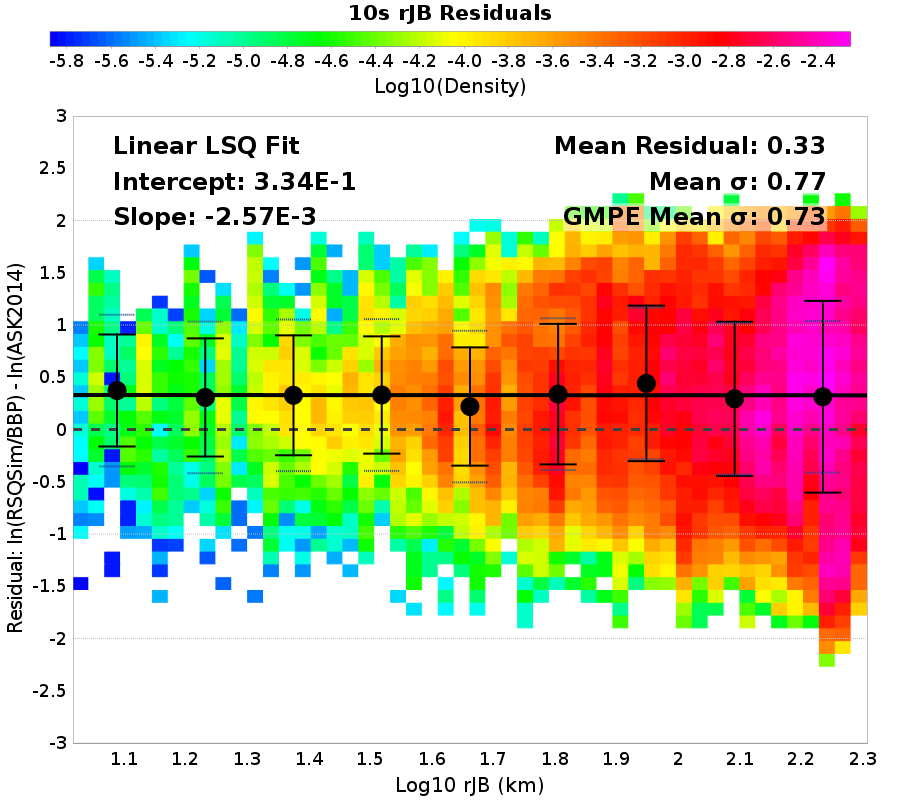 10s rJB Residuals
-5.8 -5.6 -5.4 -5.2 -5.0 -4.8 -4.6 -4.4 -4.2 -4.0 -3.8 -3.6 -3.4 -3.2 -3.0 -2.8 -2.6 -2.4
Log10(Density)
Linear LSQ Fit
Intercept: 3.34E-1
Slope: -2.57E-3
Mean Residual: 0.33
Mean σ: 0.77
GMPE Mean σ: 0.73
Residual: ln(RSQSim/BBP) - ln(ASK2014)
3
2.5
2
1.5
1
0.5
0
-0.5
-1
-1.5
-2
-2.5
-3
1.1 1.2 1.3 1.4 1.5 1.6 1.7 1.8 1.9 2 2.1 2.2 2.3
Log10 rJB (km)